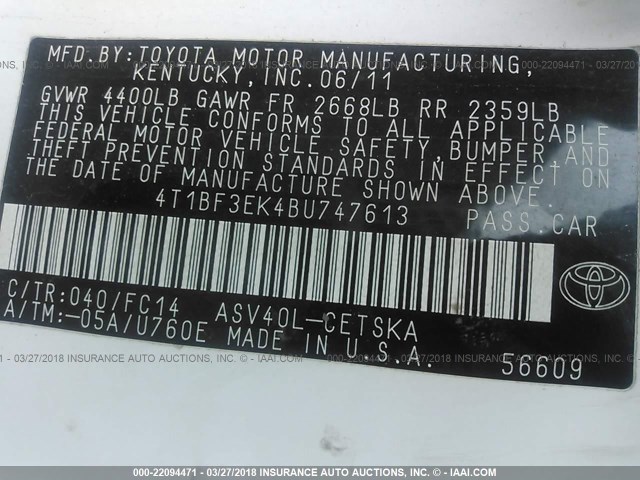 MFD.BY:TOYOTA MOTOR MANUFACTURING,
KENTUCKY,INC.06/11
GVWR 4400LB GAWR FR 2668LB RR 2359LB
THIS VEHICLE CONFORMS TO ALL APPLICABLE
FEDERAL MOTOR VEHICLE SAFETY,BUMPER,AND
THEFT PREVENTION STANDARDS IN EFFECT ON
THE DATE OF MANUFACTURE SHOWN ABOVE.
4T1BF3EK4BU747613 PASS.CAR
C/TR:040/FC14 ASV40L-CETSKA
A/TM:-05A/U760E MADE IN U.S.A. 56609
TOYOTA
000-22094471 - 03/27/2018 INSURANCE AUTO AUCTIONS, INC. - ©IAAI.COM